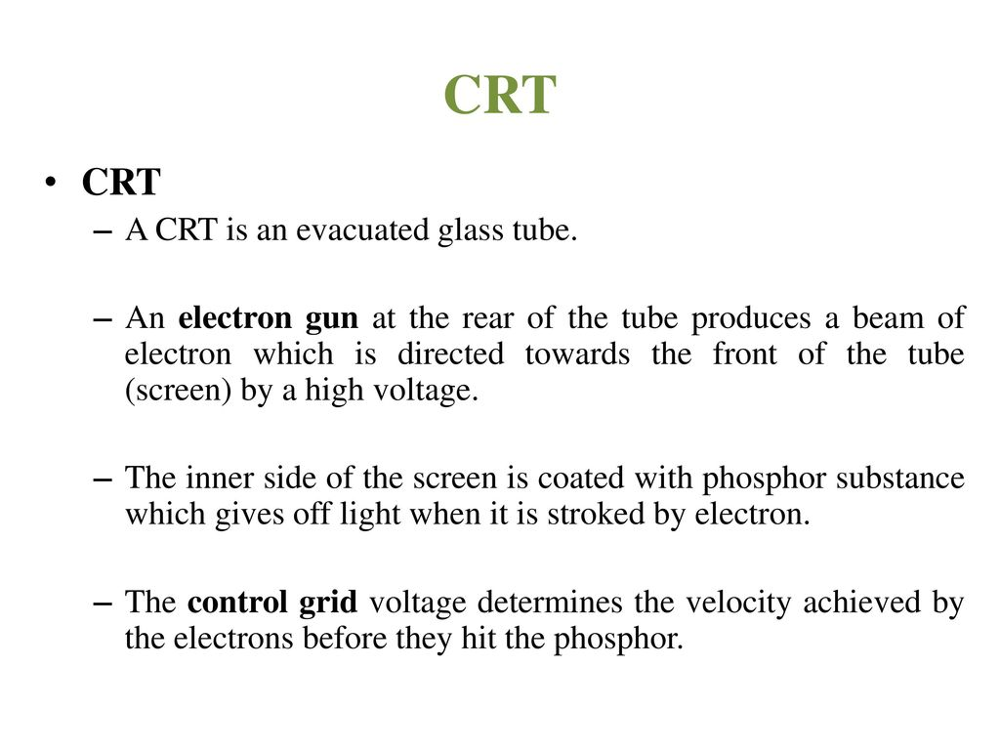 CRT
• CRT
– A CRT is an evacuated glass tube.
– An electron gun at the rear of the tube produces a beam of
electron which is directed towards the front of the tube
(screen) by a high voltage.
– The inner side of the screen is coated with phosphor substance
which gives off light when it is stroked by electron.
– The control grid voltage determines the velocity achieved by
the electrons before they hit the phosphor.